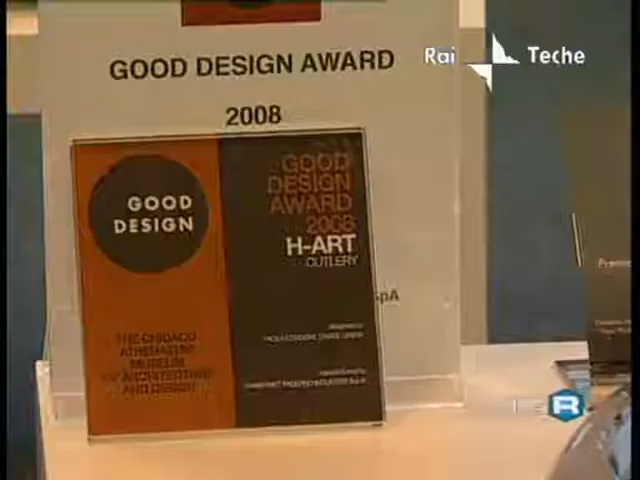 GOOD DESIGN AWARD
2008
Rai Teche
GOOD
DESIGN
THE CHICAGO
ATHENAEUM
MUSEUM
OF ARCHITECTURE
AND DESIGN
GOOD
DESIGN
AWARD
2008
H-ART
CUTLERY
SpA
R